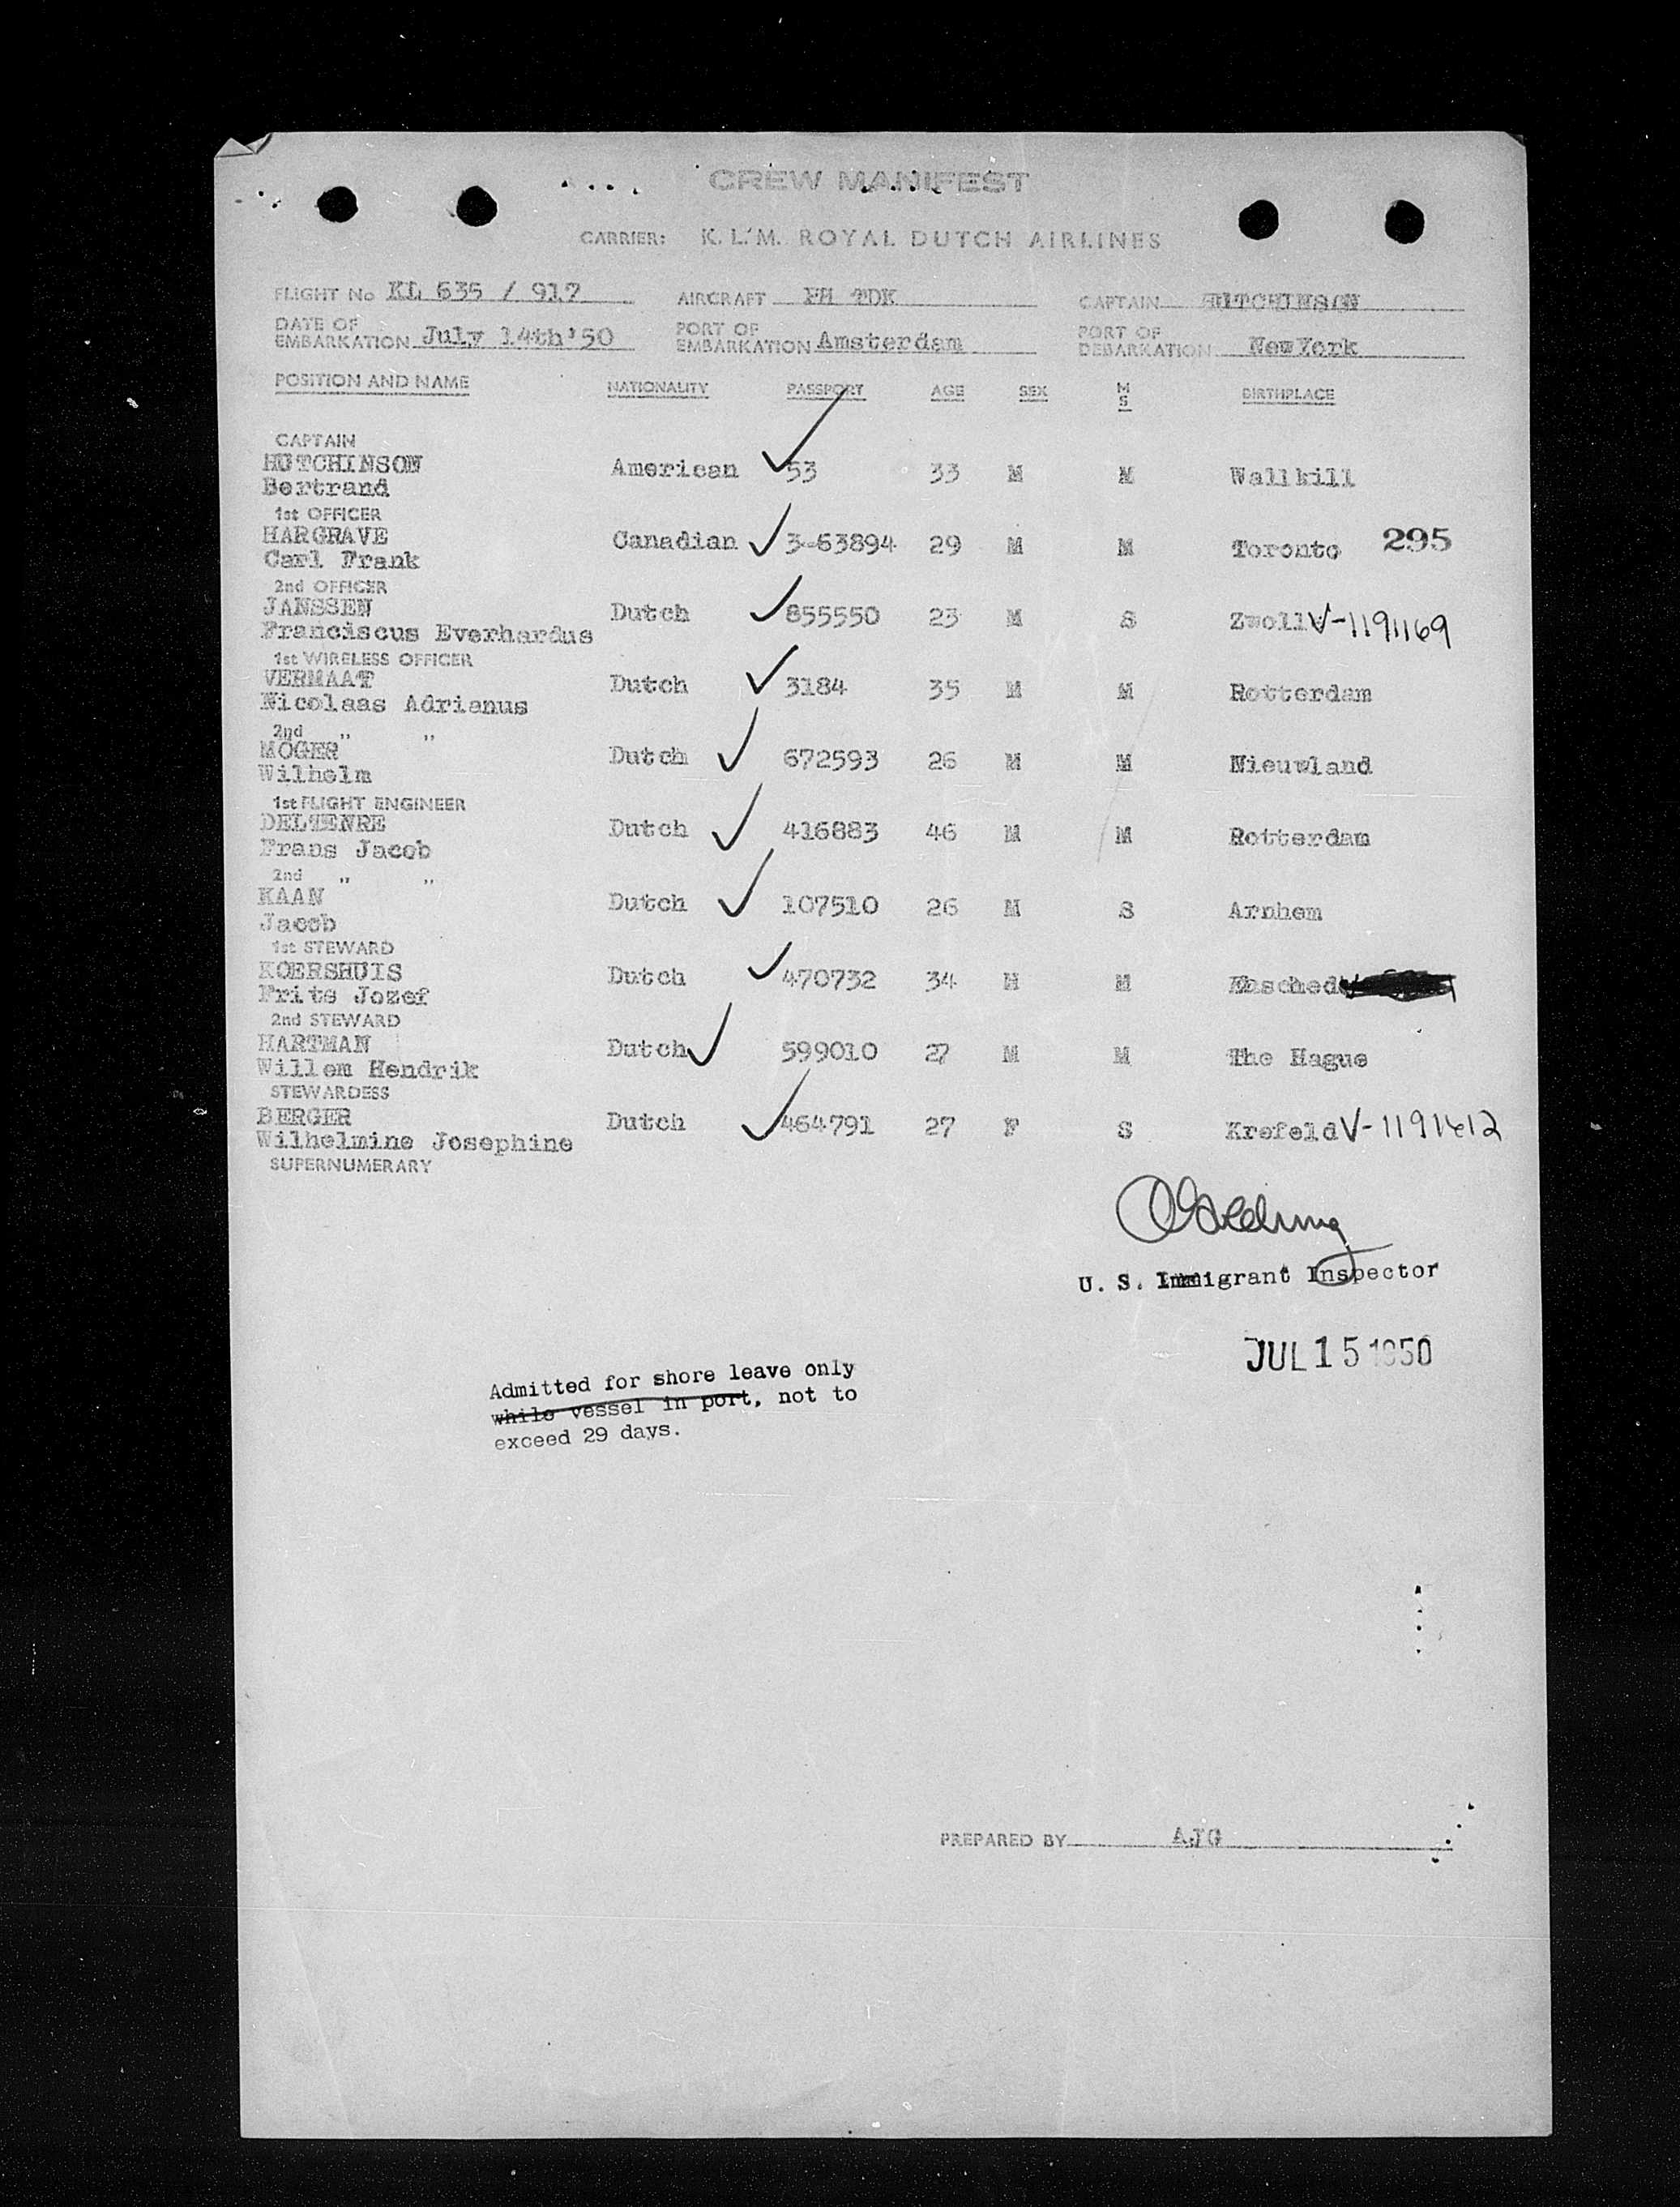 CREW MANIFEST
CARRIER: K.L.M. ROYAL DUTCH AIRLINES
FLIGHT No KL 635 / 917 AIRCRAFT PH TDK CAPTAIN HUTCHINSON
DATE OF EMBARKATION July 14th'50 PORT OF EMBARKATION Amsterdam PORT OF DEBARKATION NewYork
POSITION AND NAME NATIONALITY PASSPORT AGE SEX M S BIRTHPLACE
CAPTAIN
HUTCHINSON American 53 33 M M Wallkill
Bertrand
1st OFFICER
HARGRAVE Canadian 3-63894 29 M M Toronto 295
Carl Frank
2nd OFFICER
JANSSEN Dutch 855550 23 M S Zwolle V-1191169
Franciscus Everhardus
1st WIRELESS OFFICER
VERMAAT Dutch 3184 35 M M Rotterdam
Nicolaas Adrianus
2nd " "
MOGER Dutch 672593 26 M M Nieuwland
Wilhelm
1st FLIGHT ENGINEER
DELTENRE Dutch 416883 46 M M Rotterdam
Frans Jacob
2nd " "
KAAN Dutch 107510 26 M S Arnhem
Jacob
1st STEWARD
KOERSHUIS Dutch 470732 34 M M
Frits Jozef
2nd STEWARD
HARTMAN Dutch 599010 27 M M The Hague
Willem Hendrik
STEWARDESS
BERGER Dutch 464791 27 F S Krefeld
Wilhelmine Josephine
SUPERNUMERARY
U. S. Immigrant Inspector
JUL 15 1950
Admitted for shore leave only
while vessel in port, not to
exceed 29 days.
PREPARED BY AJG